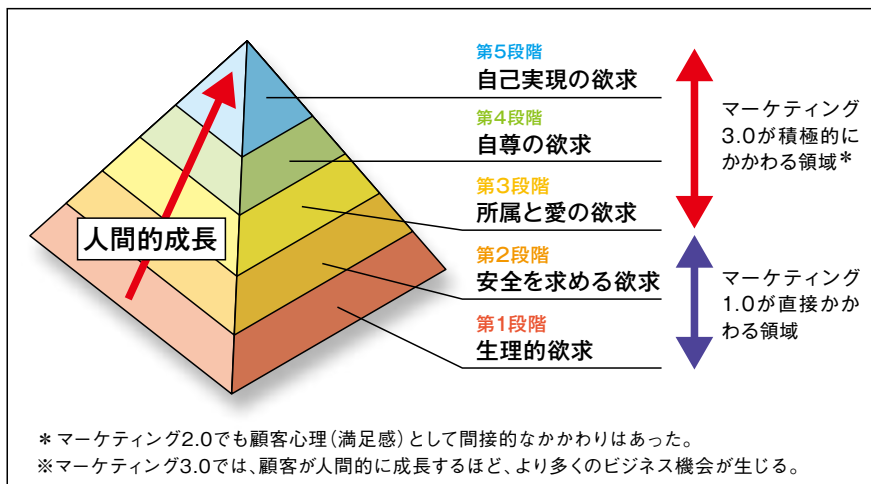 第5段階
自己実現の欲求
第4段階
自尊の欲求
第3段階
所属と愛の欲求
第2段階
安全を求める欲求
第1段階
生理的欲求
人間的成長
マーケティング
3.0が積極的に
かかわる領域*
マーケティング
1.0が直接かか
わる領域
* マーケティング2.0でも顧客心理(満足感)として間接的なかかわりはあった。
※マーケティング3.0では、顧客が人間的に成長するほど、より多くのビジネス機会が生じる。